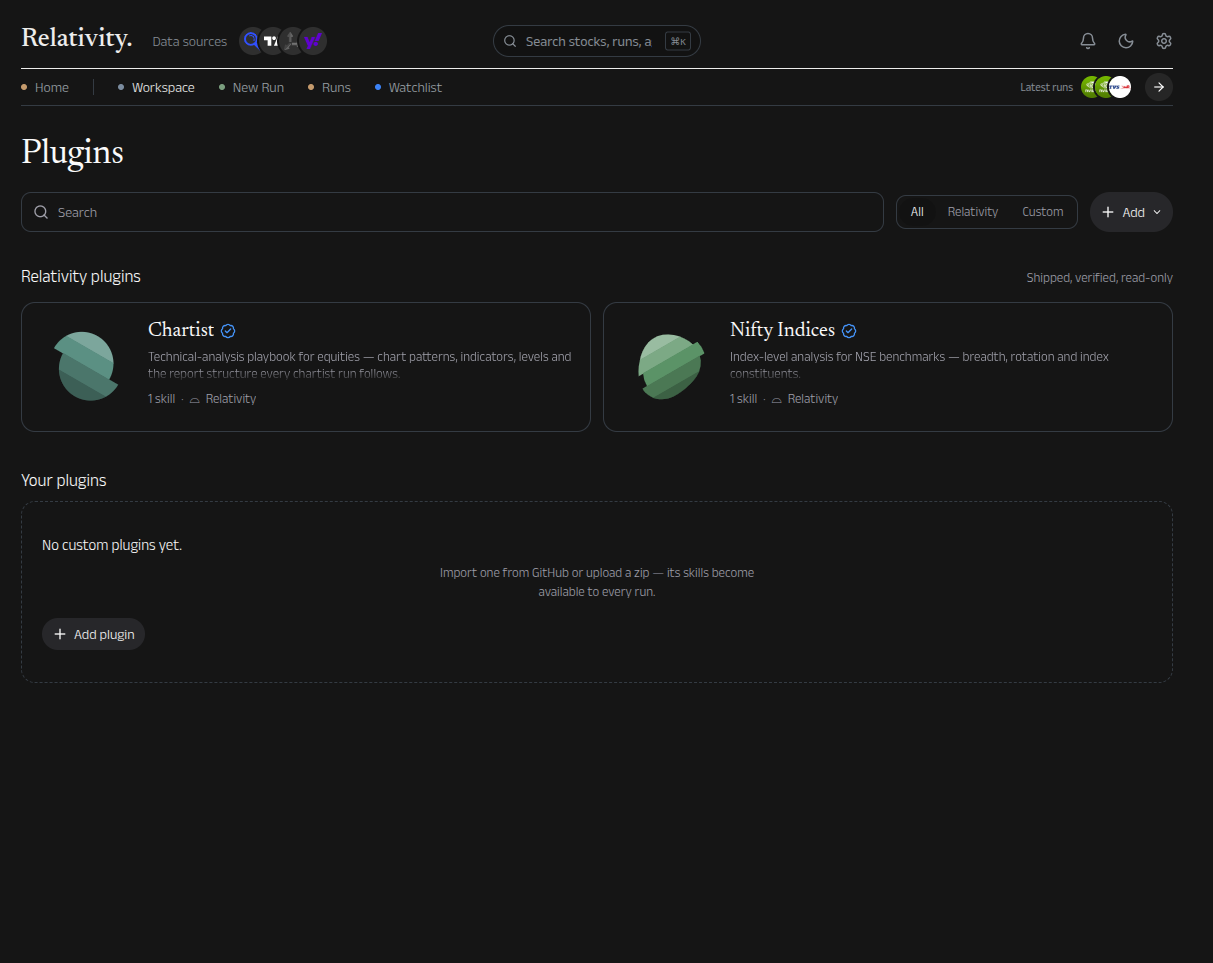 Relativity.
Data sources
Search stocks, runs, a
⌘K
Home
Workspace
New Run
Runs
Watchlist
Latest runs
Plugins
Search
All
Relativity
Custom
Add
Relativity plugins
Shipped, verified, read-only
Chartist
Technical-analysis playbook for equities — chart patterns, indicators, levels and
the report structure every chartist run follows.
1 skill · Relativity
Nifty Indices
Index-level analysis for NSE benchmarks — breadth, rotation and index
constituents.
1 skill · Relativity
Your plugins
No custom plugins yet.
Import one from GitHub or upload a zip — its skills become
available to every run.
Add plugin